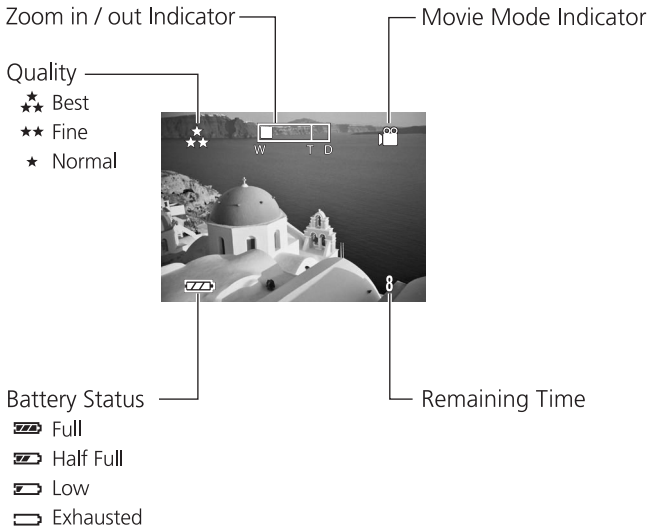 Zoom in / out Indicator
Movie Mode Indicator
Quality
Best
Fine
Normal
W T D
8
Battery Status
Full
Half Full
Low
Exhausted
Remaining Time